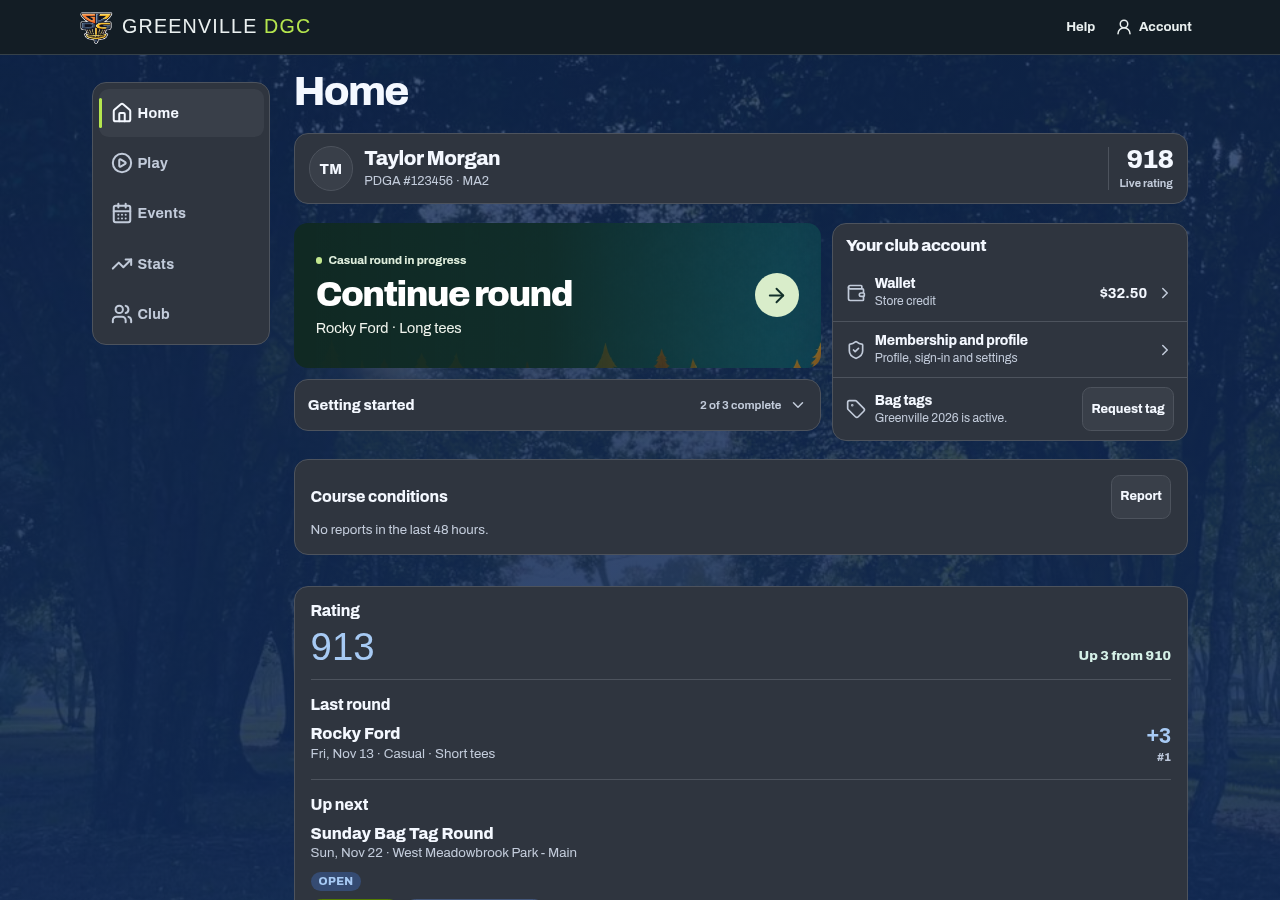 GREENVILLE DGC
Help
Account
Home
Play
Events
Stats
Club
Home
TM
Taylor Morgan
PDGA #123456 · MA2
918
Live rating
Casual round in progress
Continue round
Rocky Ford · Long tees
Getting started
2 of 3 complete
Your club account
Wallet
Store credit
$32.50
Membership and profile
Profile, sign-in and settings
Bag tags
Greenville 2026 is active.
Request tag
Course conditions
Report
No reports in the last 48 hours.
Rating
913
Up 3 from 910
Last round
Rocky Ford
Fri, Nov 13 · Casual · Short tees
+3
#1
Up next
Sunday Bag Tag Round
Sun, Nov 22 · West Meadowbrook Park - Main
OPEN